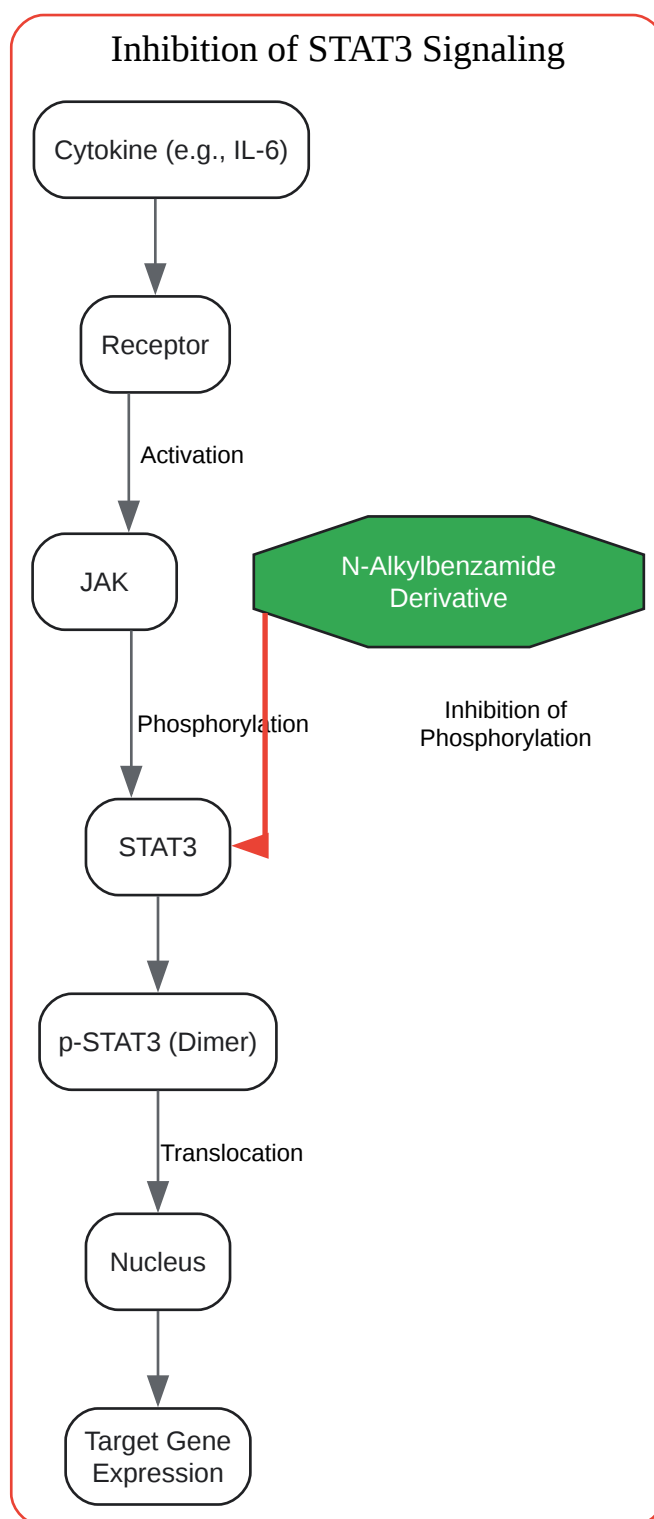 Inhibition of STAT3 Signaling
Cytokine (e.g., IL-6)
Receptor
Activation
JAK
N-Alkylbenzamide
Derivative
Phosphorylation
Inhibition of
Phosphorylation
STAT3
p-STAT3 (Dimer)
Translocation
Nucleus
Target Gene
Expression